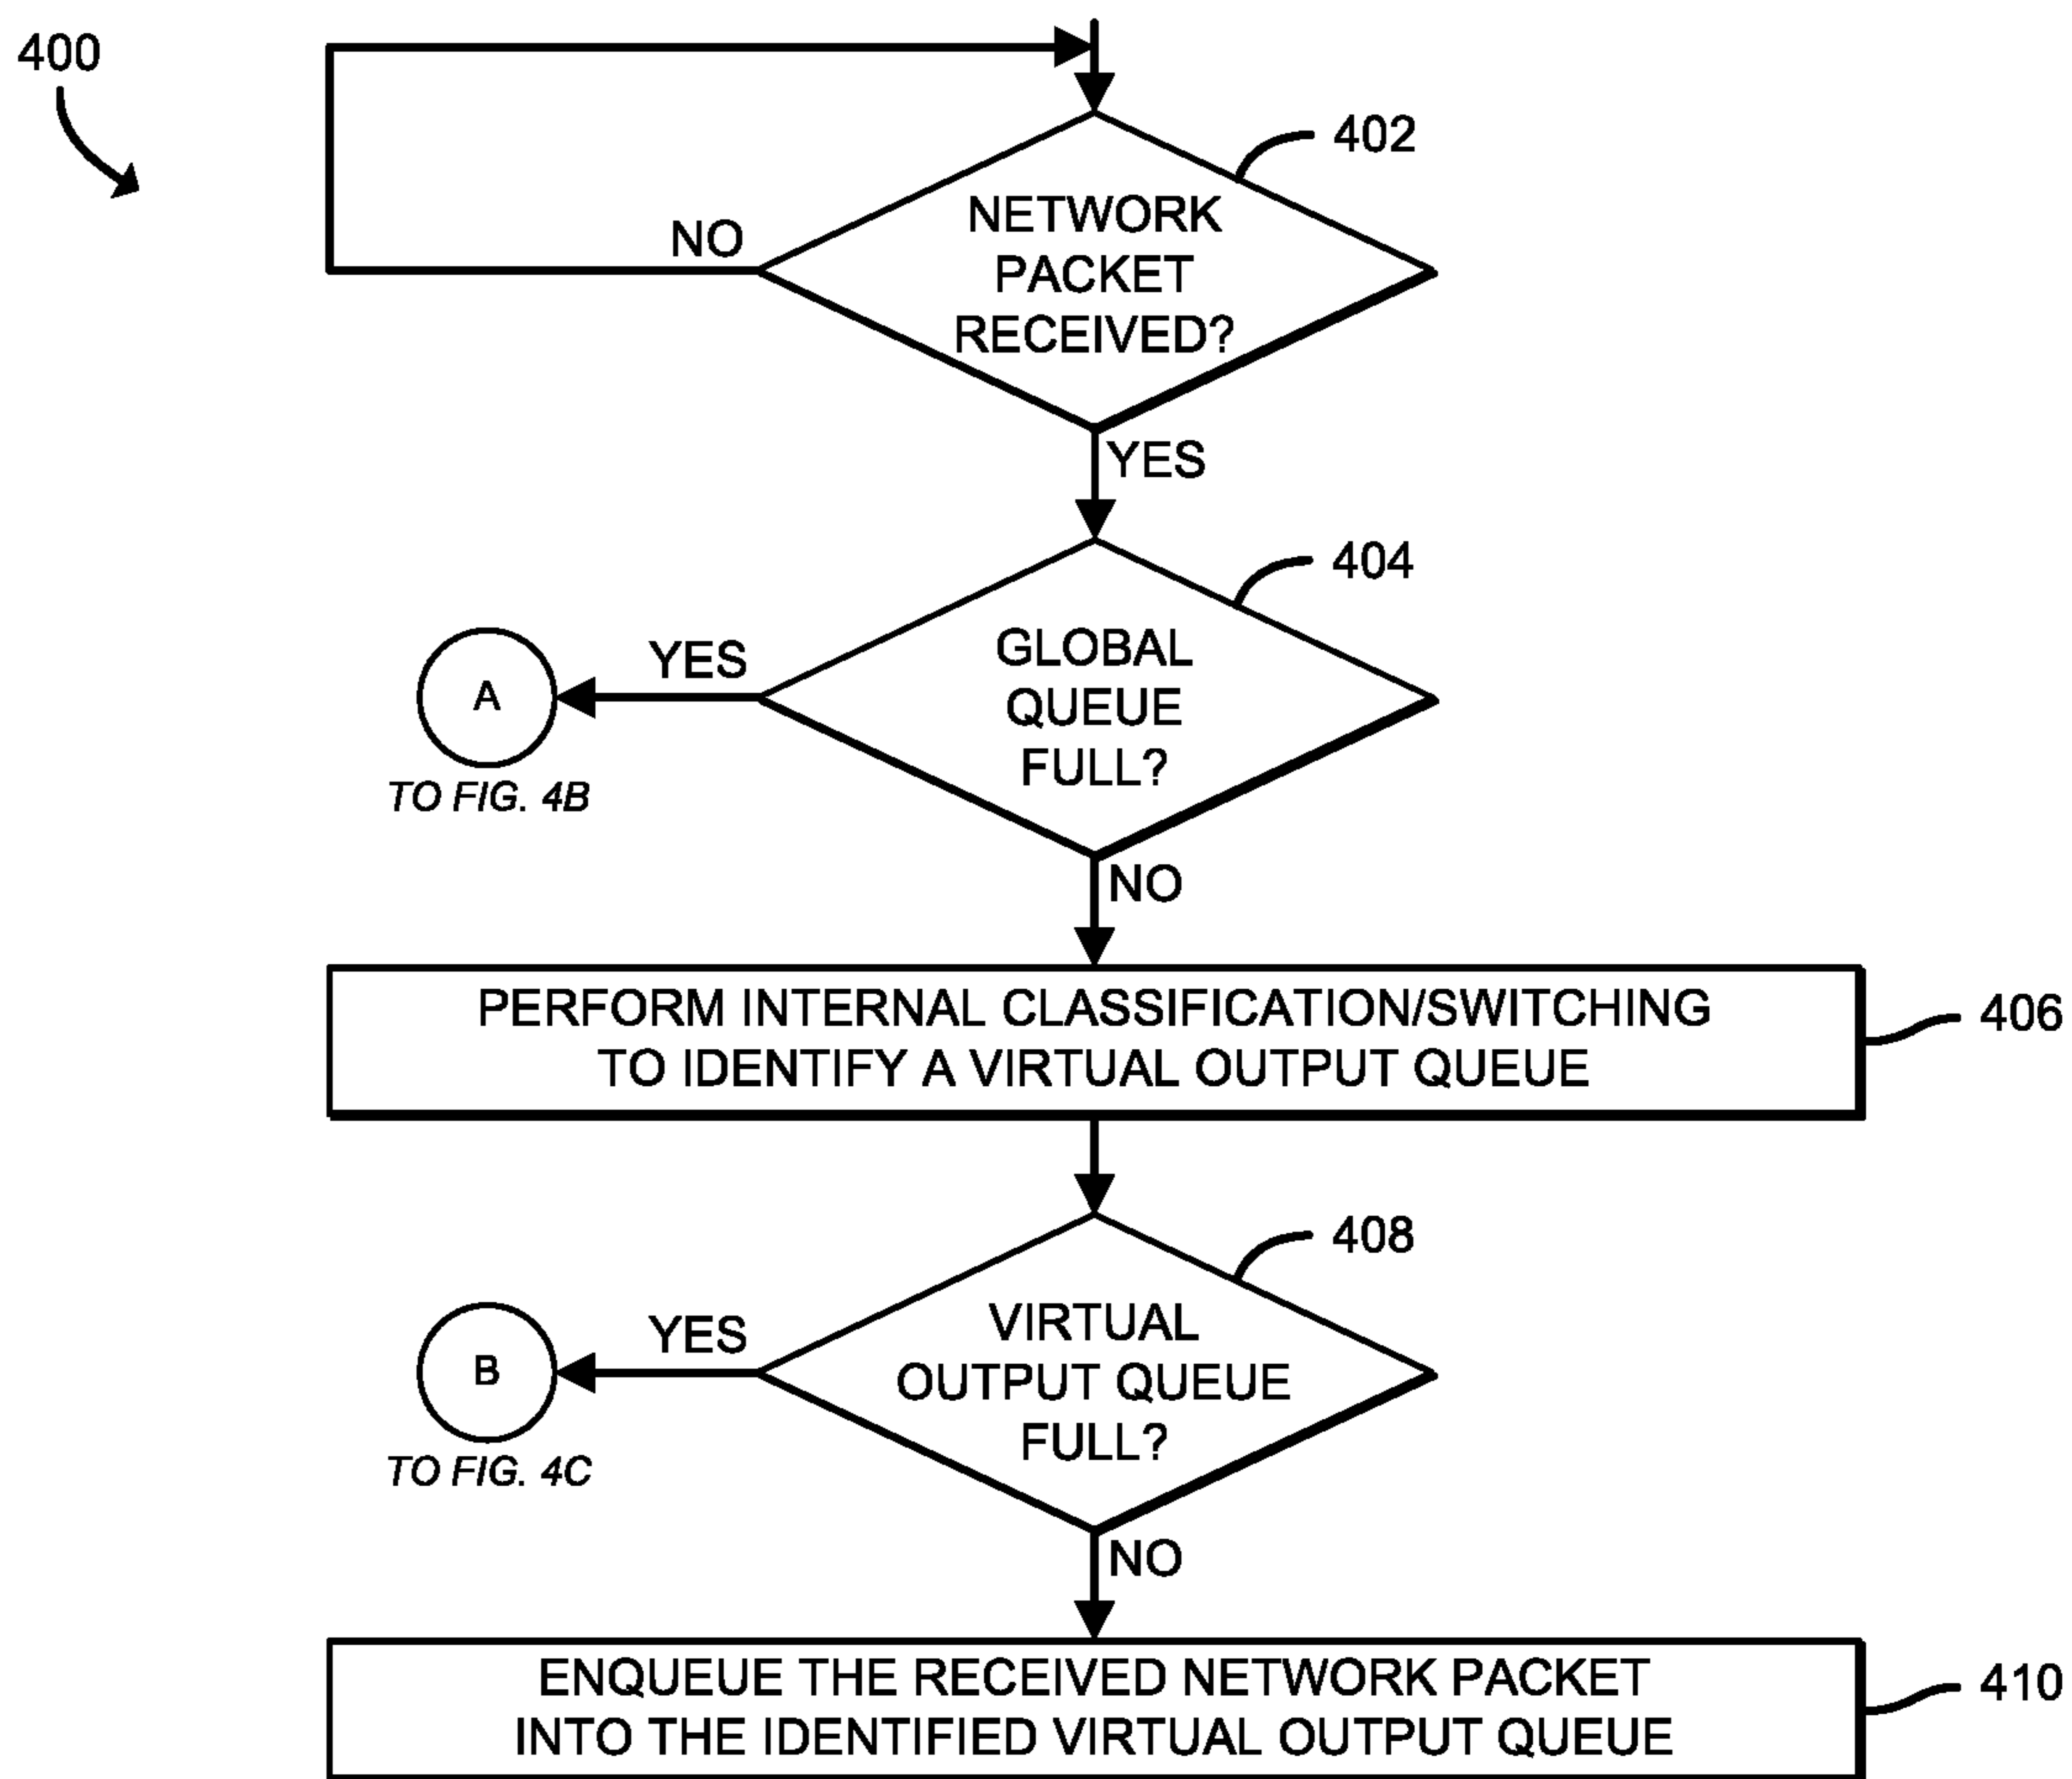 400
402
NETWORK
PACKET
RECEIVED?
NO
YES
404
GLOBAL
QUEUE
FULL?
YES
A
TO FIG. 4B
NO
PERFORM INTERNAL CLASSIFICATION/SWITCHING
TO IDENTIFY A VIRTUAL OUTPUT QUEUE
406
408
VIRTUAL
OUTPUT QUEUE
FULL?
YES
B
TO FIG. 4C
NO
ENQUEUE THE RECEIVED NETWORK PACKET
INTO THE IDENTIFIED VIRTUAL OUTPUT QUEUE
410